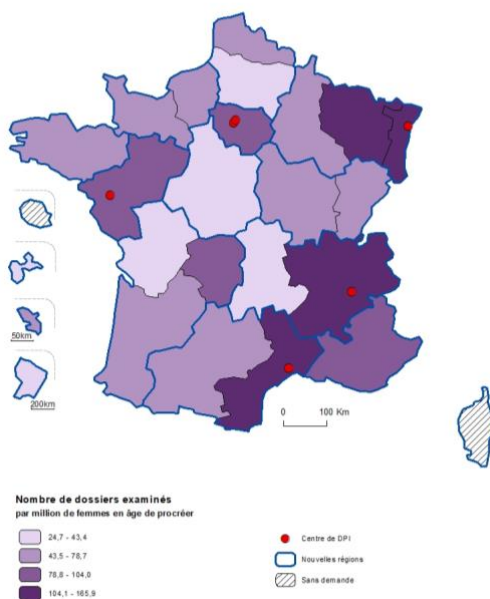 50km
200km
0 100 Km
Nombre de dossiers examinés
par million de femmes en âge de procréer
24,7 - 43,4
43,5 - 78,7
78,8 - 104,0
104,1 - 165,9
Centre de DPI
Nouvelles régions
Sans demande